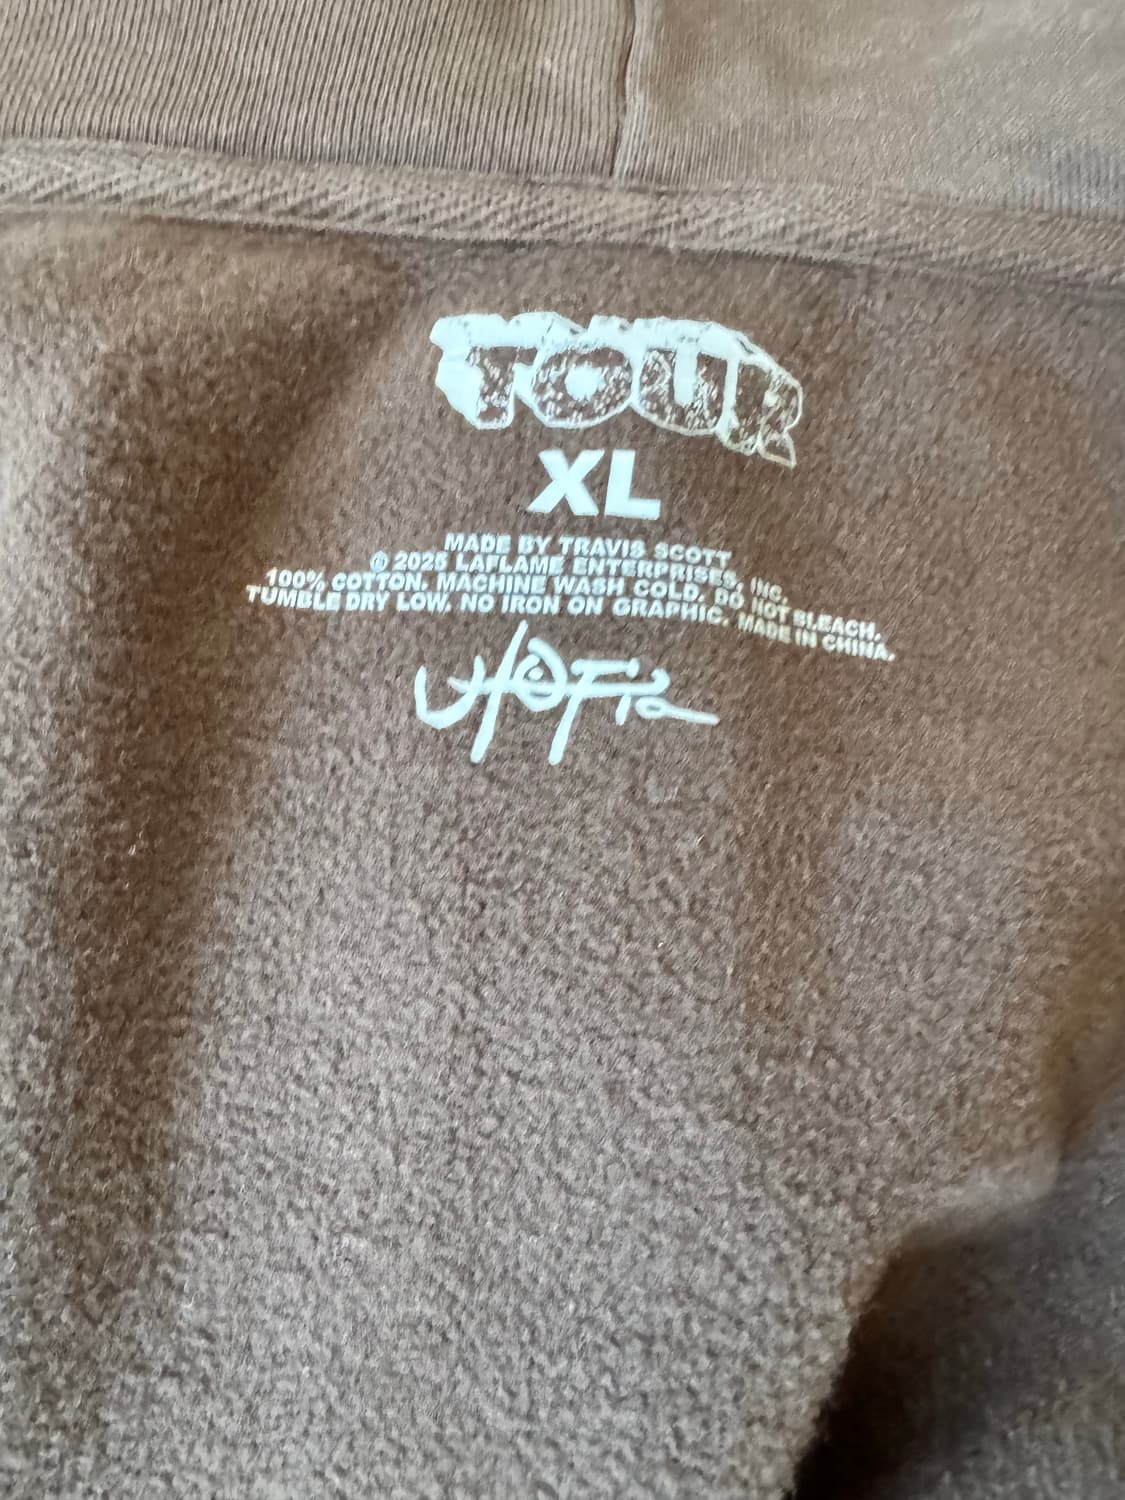 TOUR
XL
MADE BY TRAVIS SCOTT
© 2025 LAFLAME ENTERPRISES, INC.
100% COTTON. MACHINE WASH COLD. DO NOT BLEACH.
TUMBLE DRY LOW. NO IRON ON GRAPHIC. MADE IN CHINA.
UTOPIA